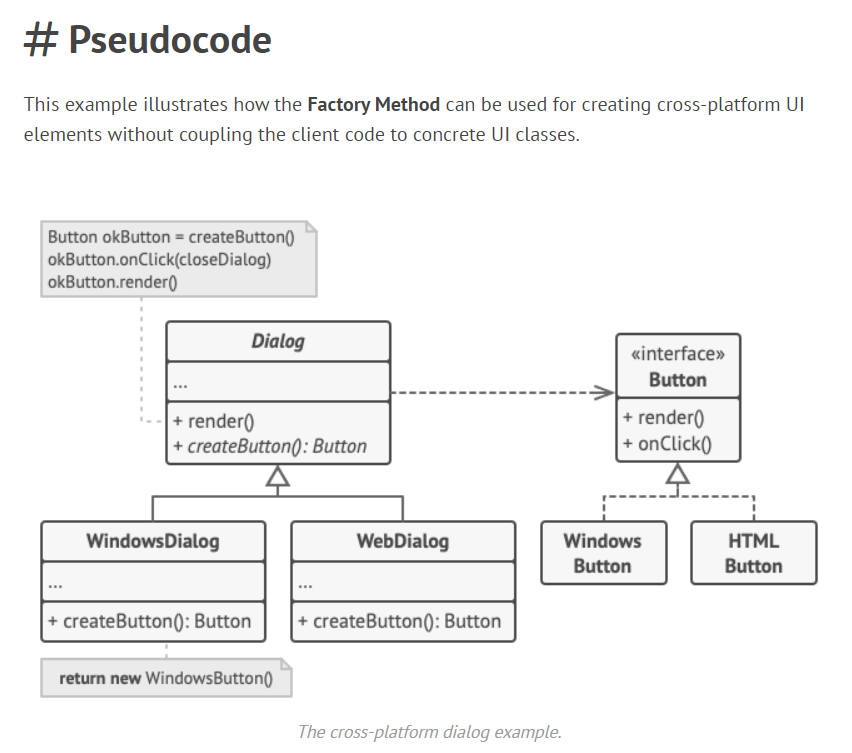 # Pseudocode
This example illustrates how the Factory Method can be used for creating cross-platform UI
elements without coupling the client code to concrete UI classes.
Button okButton = createButton()
okButton.onClick(closeDialog)
okButton.render()
Dialog
...
+ render()
+ createButton(): Button
«interface»
Button
+ render()
+ onClick()
WindowsDialog
...
+ createButton(): Button
WebDialog
...
+ createButton(): Button
Windows
Button
HTML
Button
return new WindowsButton()
The cross-platform dialog example.